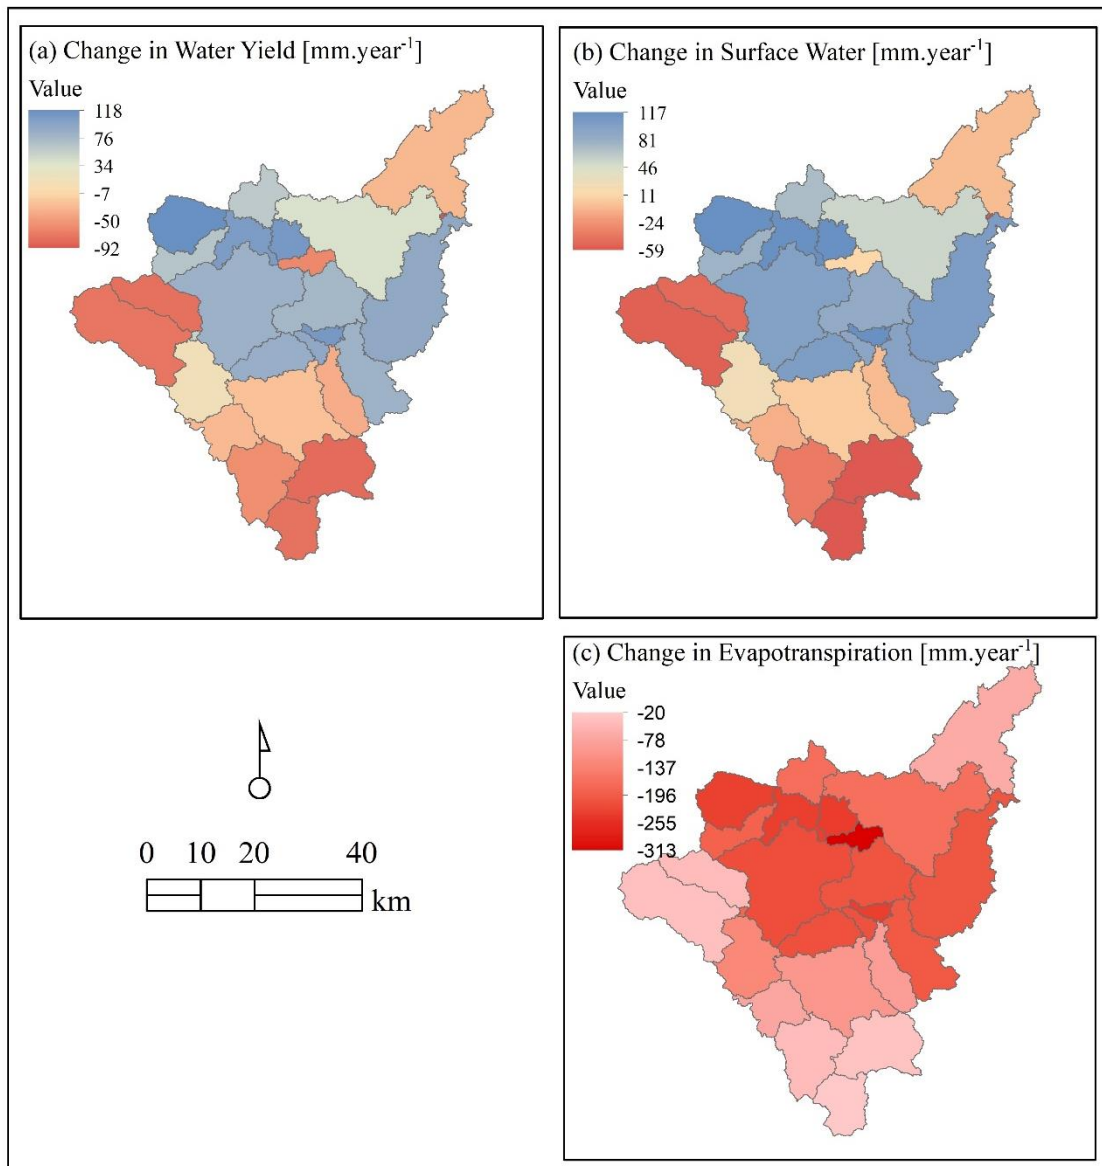 (a) Change in Water Yield [mm.year⁻¹]
Value
118
76
34
-7
-50
-92
(b) Change in Surface Water [mm.year⁻¹]
Value
117
81
46
11
-24
-59
(c) Change in Evapotranspiration [mm.year⁻¹]
Value
-20
-78
-137
-196
-255
-313
0 10 20 40
km